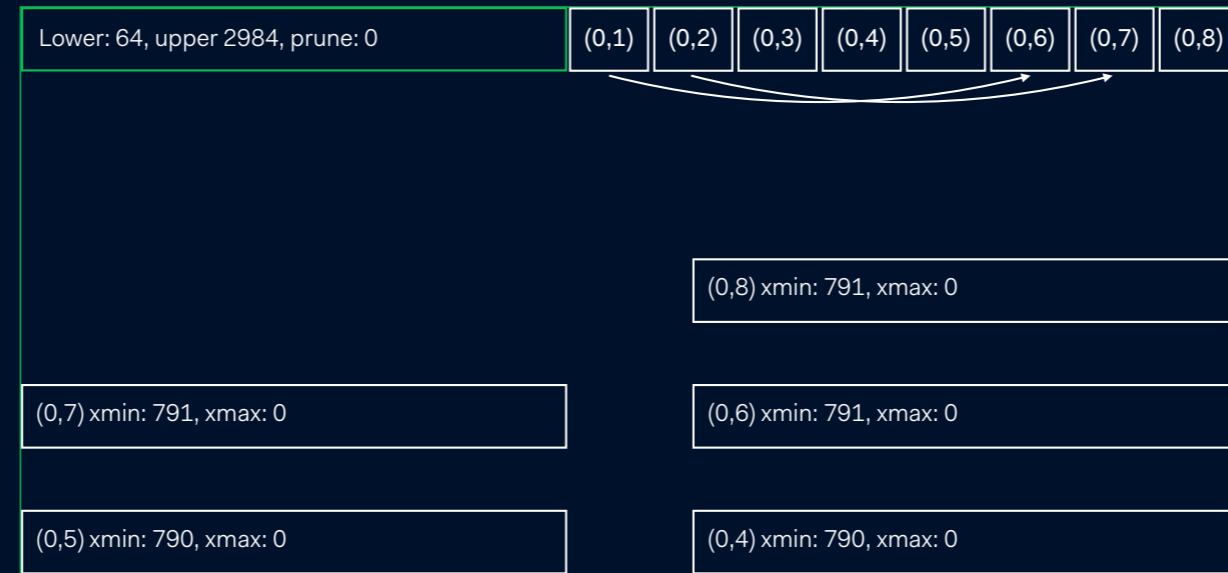 Lower: 64, upper 2984, prune: 0 (0,1) (0,2) (0,3) (0,4) (0,5) (0,6) (0,7) (0,8)
(0,8) xmin: 791, xmax: 0
(0,7) xmin: 791, xmax: 0 (0,6) xmin: 791, xmax: 0
(0,5) xmin: 790, xmax: 0 (0,4) xmin: 790, xmax: 0